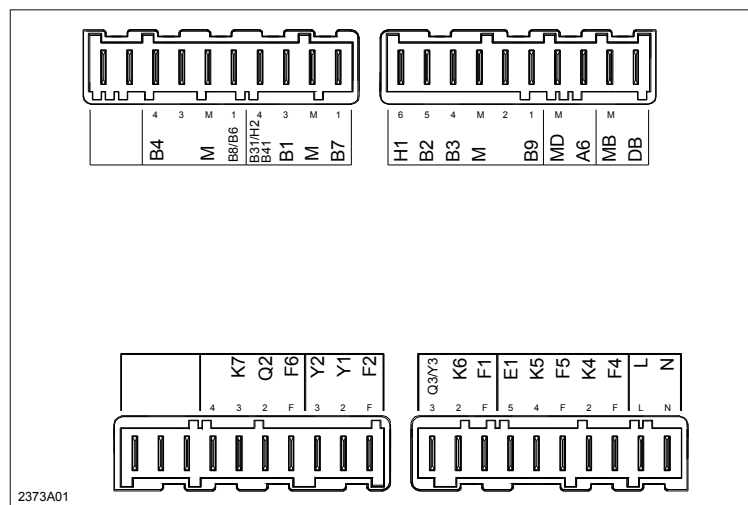 4 3 M 1 4 3 M 1
B4 M B8/B6 B31/H2 B41 B1 M B7
6 5 4 M 2 1 M M
H1 B2 B3 M B9 MD A6 MB DB
K7 Q2 F6 Y2 Y1 F2
4 3 2 F 3 2 F
Q3/Y3 K6 F1 E1 K5 F5 K4 F4 L N
3 2 F 5 4 F 2 F L N
2373A01